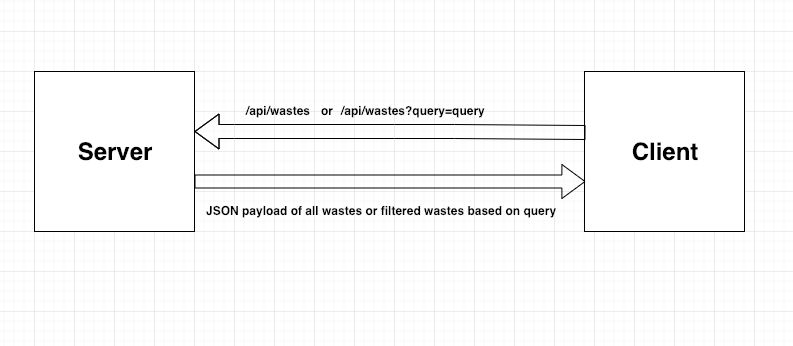 /api/wastes or /api/wastes?query=query
Server
Client
JSON payload of all wastes or filtered wastes based on query